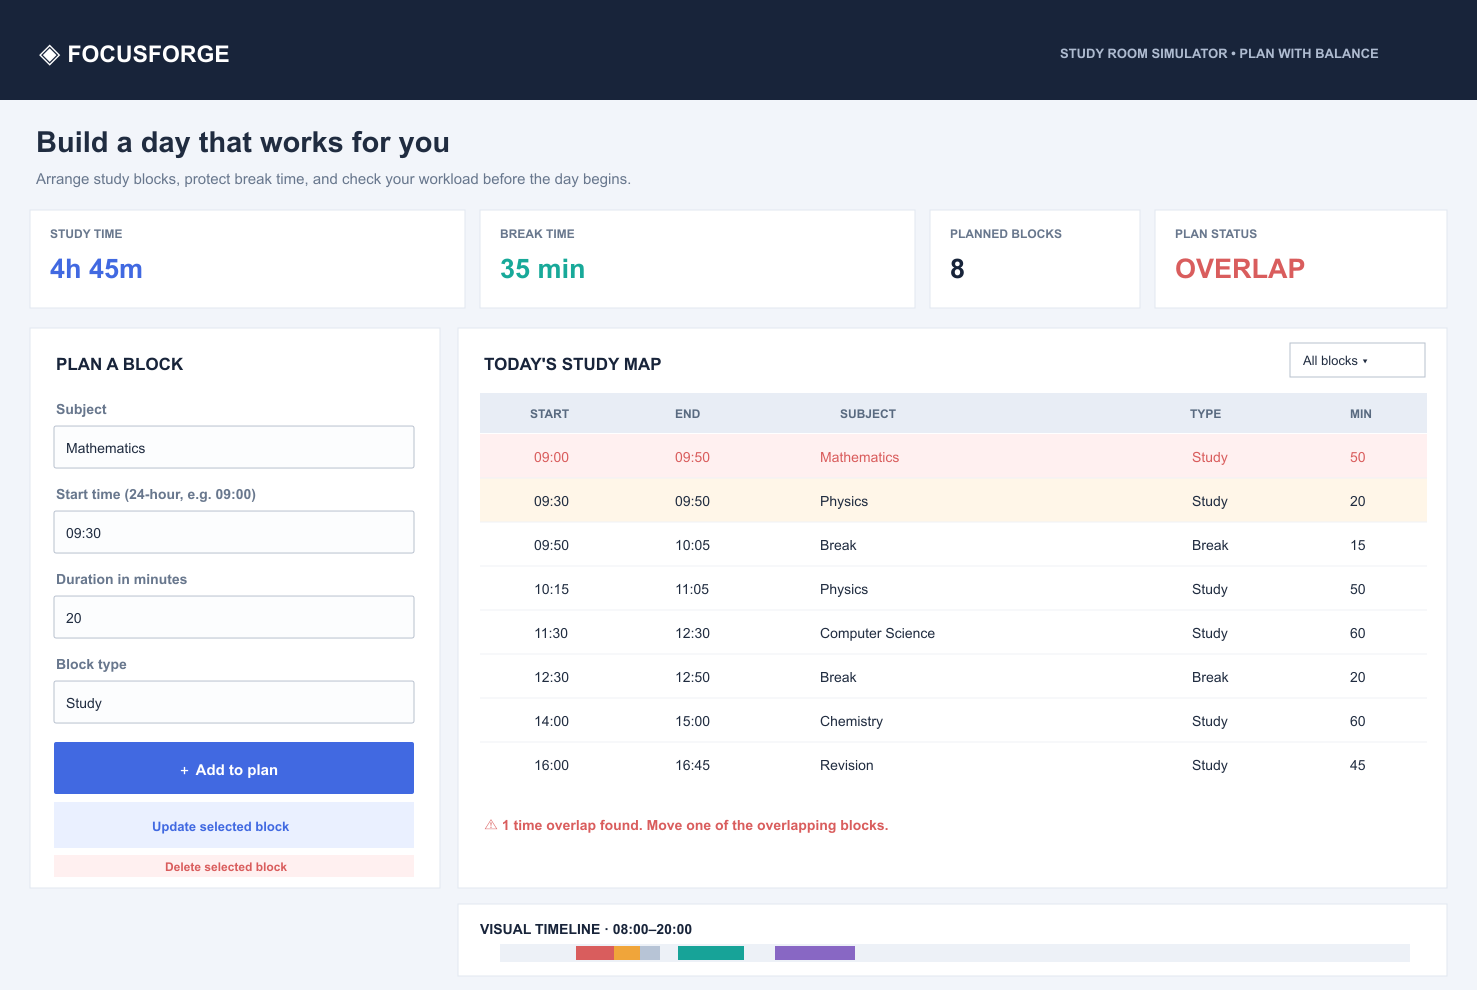 ◈ FOCUSFORGE
STUDY ROOM SIMULATOR • PLAN WITH BALANCE
Build a day that works for you
Arrange study blocks, protect break time, and check your workload before the day begins.
STUDY TIME
4h 45m
BREAK TIME
35 min
PLANNED BLOCKS
8
PLAN STATUS
OVERLAP
PLAN A BLOCK
Subject
Mathematics
Start time (24-hour, e.g. 09:00)
09:30
Duration in minutes
20
Block type
Study
+ Add to plan
Update selected block
Delete selected block
TODAY'S STUDY MAP
All blocks ▾
START END SUBJECT TYPE MIN
09:00 09:50 Mathematics Study 50
09:30 09:50 Physics Study 20
09:50 10:05 Break Break 15
10:15 11:05 Physics Study 50
11:30 12:30 Computer Science Study 60
12:30 12:50 Break Break 20
14:00 15:00 Chemistry Study 60
16:00 16:45 Revision Study 45
⚠ 1 time overlap found. Move one of the overlapping blocks.
VISUAL TIMELINE · 08:00–20:00